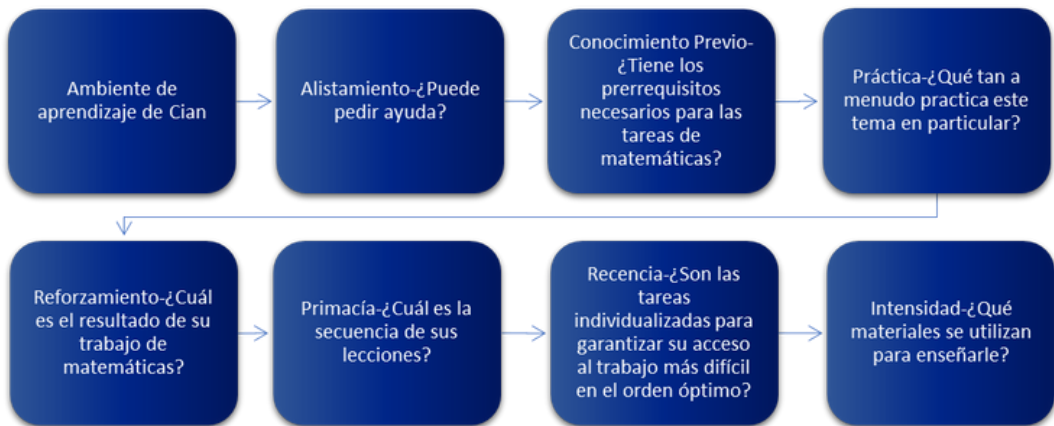 Ambiente de
aprendizaje de Cian
Alistamiento-¿Puede
pedir ayuda?
Conocimiento Previo-
¿Tiene los
prerrequisitos
necesarios para las
tareas de
matemáticas?
Práctica-¿Qué tan a
menudo practica este
tema en particular?
Reforzamiento-¿Cuál
es el resultado de su
trabajo de
matemáticas?
Primacía-¿Cuál es la
secuencia de sus
lecciones?
Recencia-¿Son las
tareas
individualizadas para
garantizar su acceso
al trabajo más difícil
en el orden óptimo?
Intensidad-¿Qué
materiales se utilizan
para enseñarle?